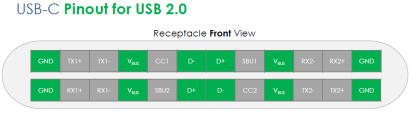 USB-C Pinout for USB 2.0
Receptacle Front View
GND TX1+ TX1- VBUS CC1 D- D+ SBU1 VBUS RX2- RX2+ GND
GND RX1+ RX1- VBUS SBU2 D+ D- CC2 VBUS TX2- TX2+ GND